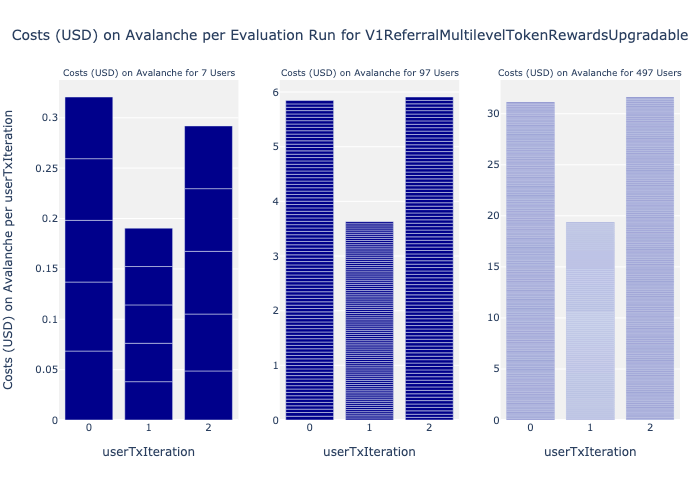 Costs (USD) on Avalanche per Evaluation Run for V1ReferralMultilevelTokenRewardsUpgradable
Costs (USD) on Avalanche for 7 Users
Costs (USD) on Avalanche for 97 Users
Costs (USD) on Avalanche for 497 Users
Costs (USD) on Avalanche per userTxIteration
0.3
0.25
0.2
0.15
0.1
0.05
0
0 1 2
userTxIteration
6
5
4
3
2
1
0
0 1 2
userTxIteration
30
25
20
15
10
5
0
0 1 2
userTxIteration